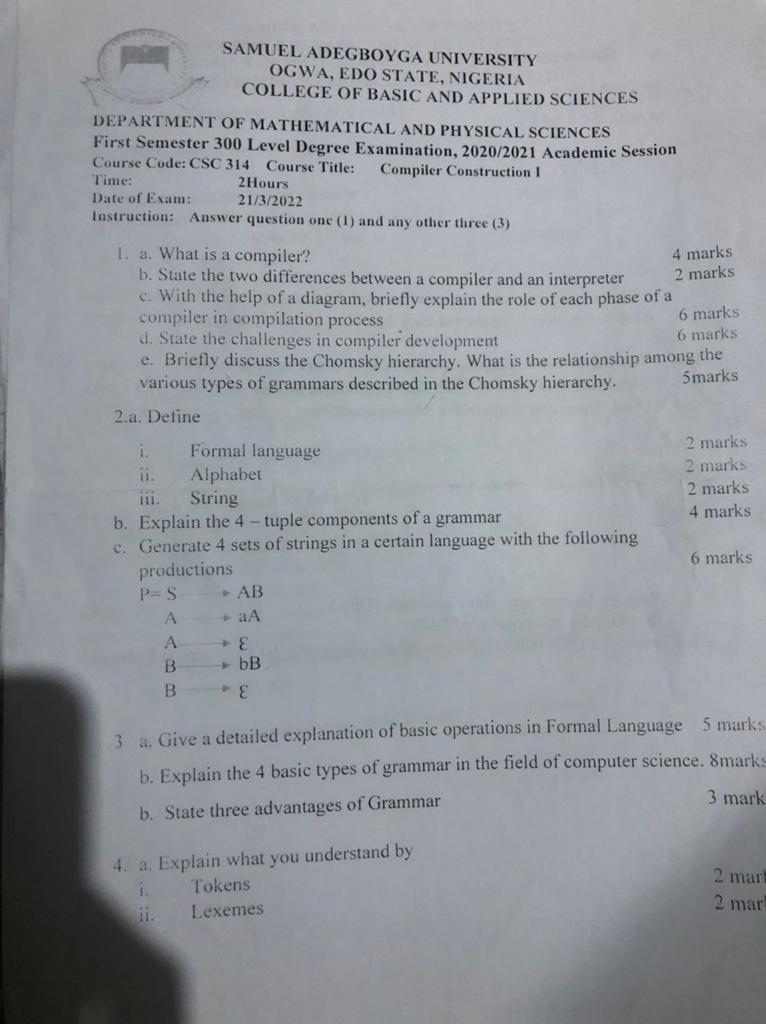 SAMUEL ADEGBOYGA UNIVERSITY
OGWA, EDO STATE, NIGERIA
COLLEGE OF BASIC AND APPLIED SCIENCES
DEPARTMENT OF MATHEMATICAL AND PHYSICAL SCIENCES
First Semester 300 Level Degree Examination, 2020/2021 Academic Session
Course Code: CSC 314 Course Title: Compiler Construction I
Time: 2Hours
Date of Exam: 21/3/2022
Instruction: Answer question one (1) and any other three (3)
1. a. What is a compiler? 4 marks
b. State the two differences between a compiler and an interpreter 2 marks
c. With the help of a diagram, briefly explain the role of each phase of a
compiler in compilation process 6 marks
d. State the challenges in compiler development 6 marks
e. Briefly discuss the Chomsky hierarchy. What is the relationship among the
various types of grammars described in the Chomsky hierarchy. 5marks
2.a. Define
i. Formal language 2 marks
ii. Alphabet 2 marks
iii. String 2 marks
b. Explain the 4 – tuple components of a grammar 4 marks
c. Generate 4 sets of strings in a certain language with the following
productions 6 marks
P= S → AB
A → aA
A → Ɛ
B → bB
B → Ɛ
3 a. Give a detailed explanation of basic operations in Formal Language 5 marks
b. Explain the 4 basic types of grammar in the field of computer science. 8marks
b. State three advantages of Grammar 3 mark
4. a. Explain what you understand by
i. Tokens 2 mar
ii. Lexemes 2 mar